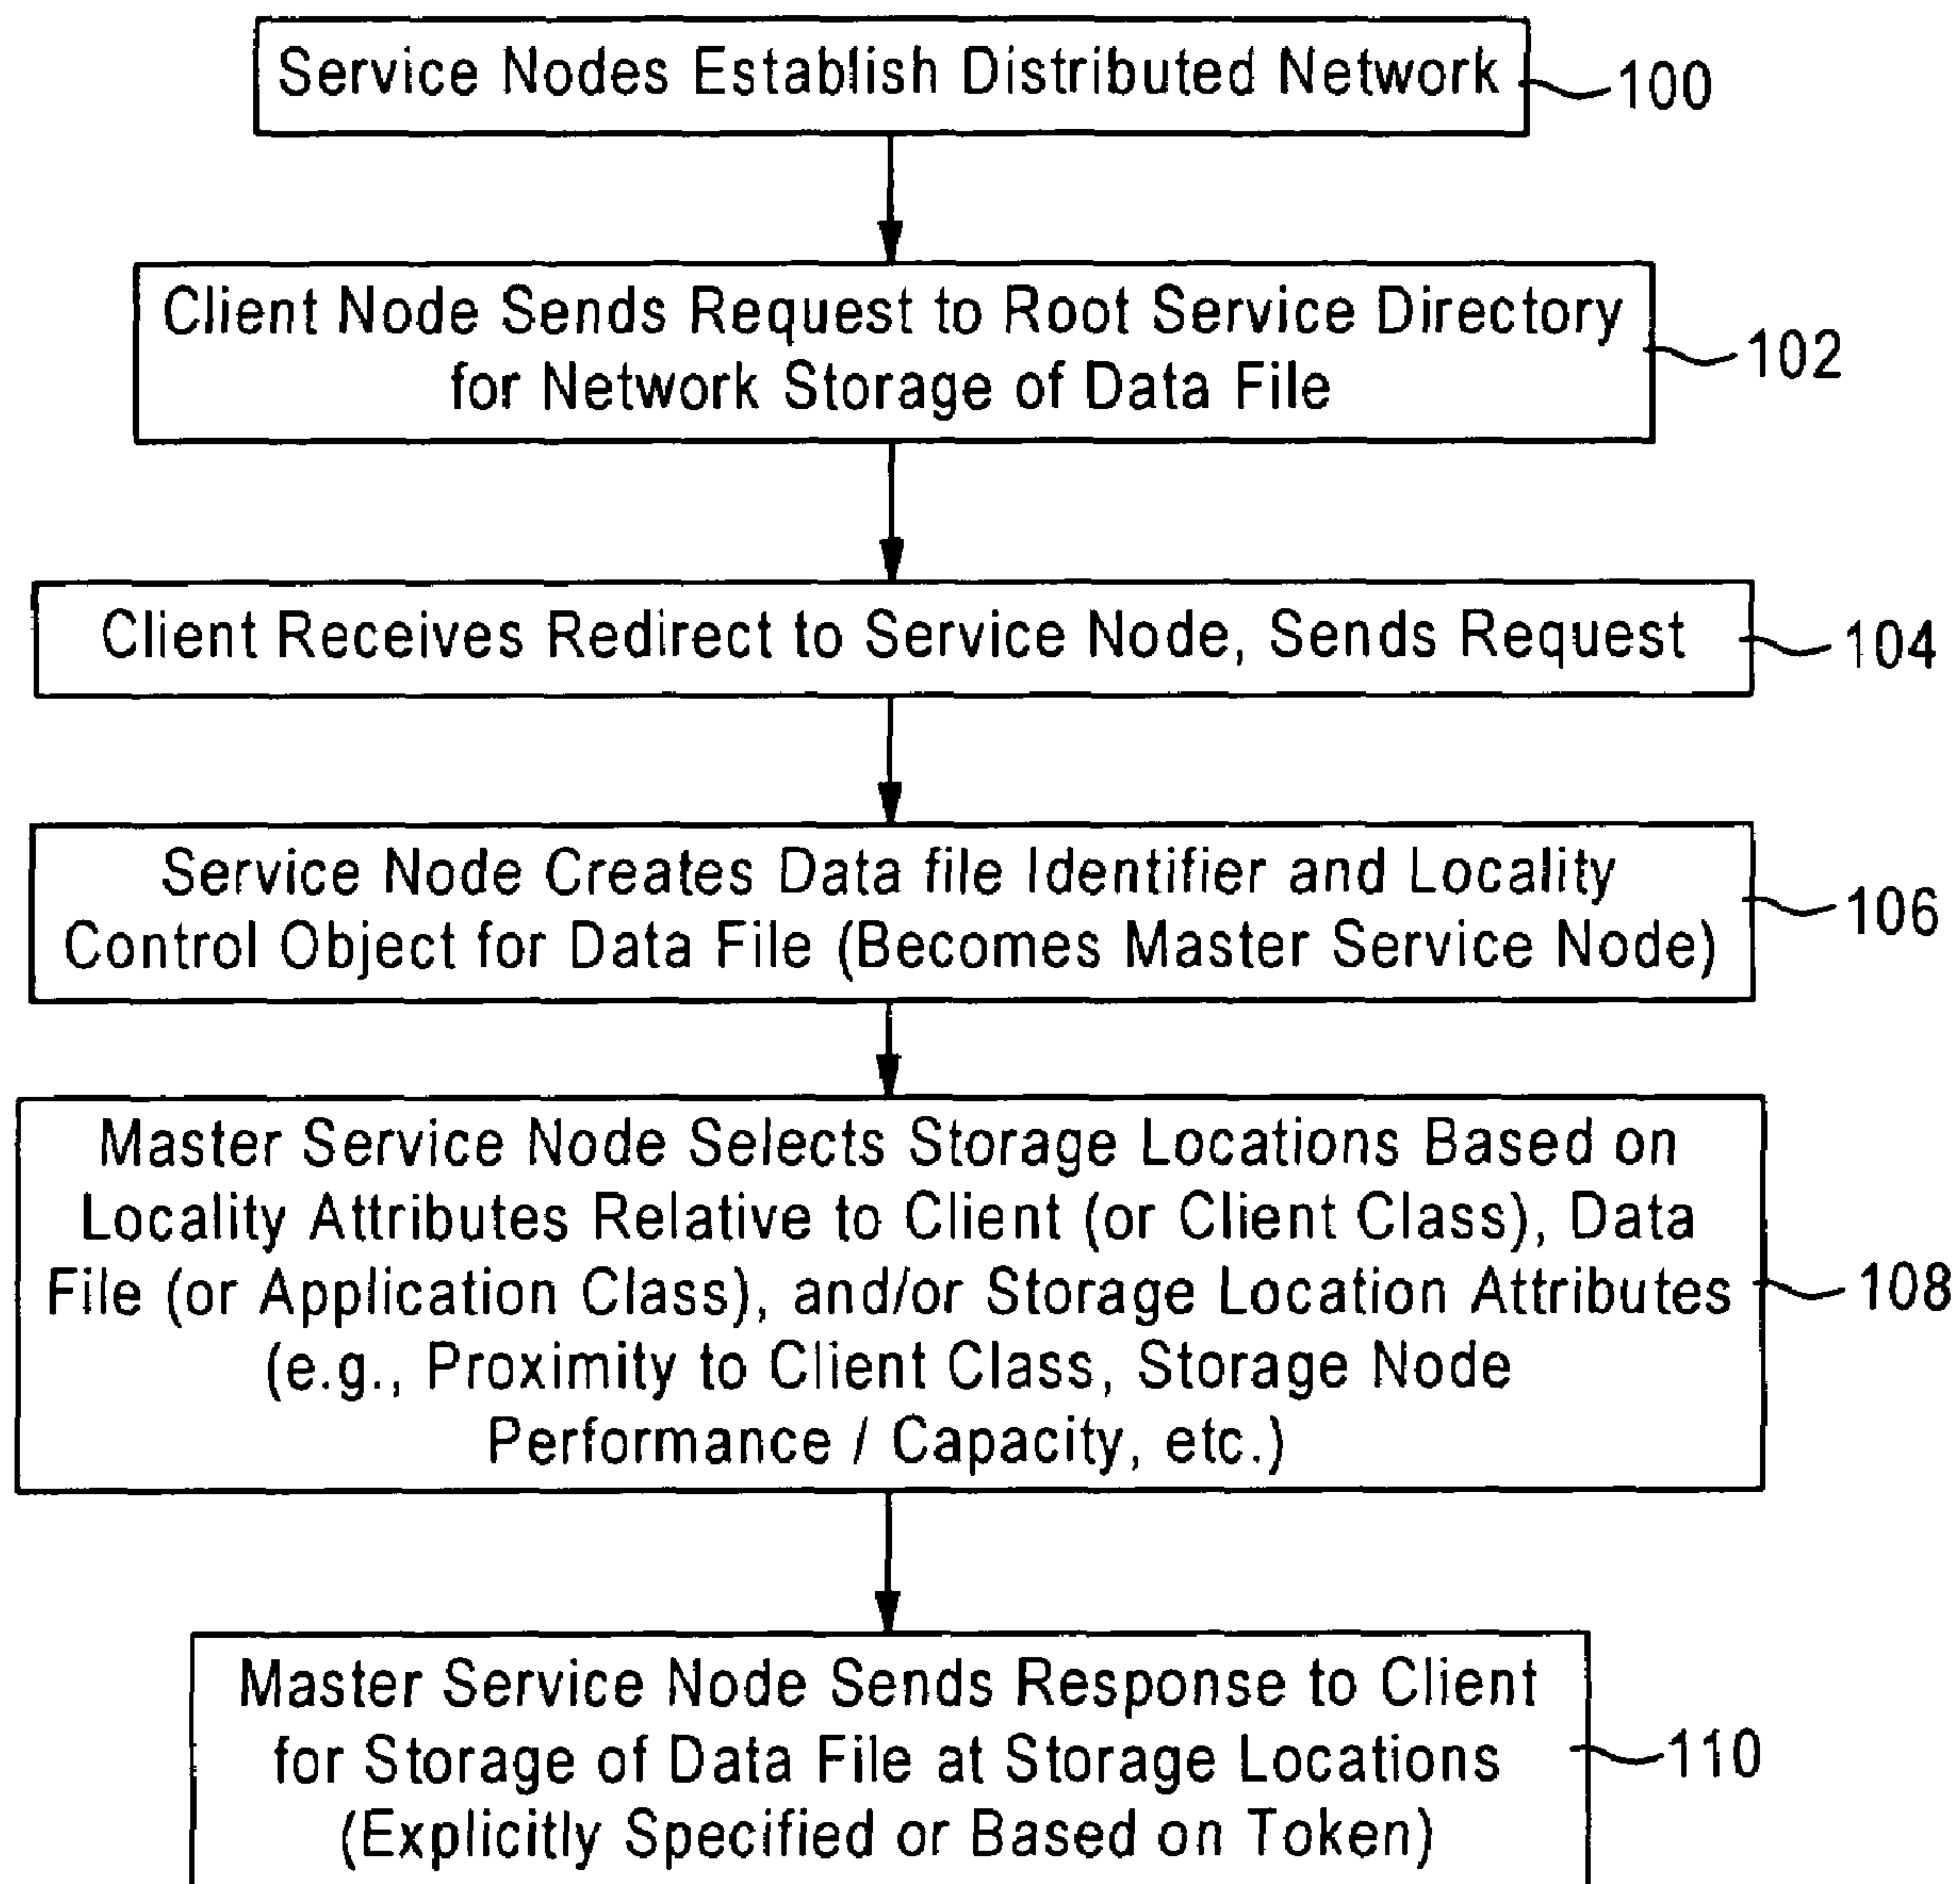 Service Nodes Establish Distributed Network
100
Client Node Sends Request to Root Service Directory
for Network Storage of Data File
102
Client Receives Redirect to Service Node, Sends Request
104
Service Node Creates Data file Identifier and Locality
Control Object for Data File (Becomes Master Service Node)
106
Master Service Node Selects Storage Locations Based on
Locality Attributes Relative to Client (or Client Class), Data
File (or Application Class), and/or Storage Location Attributes
(e.g., Proximity to Client Class, Storage Node
Performance / Capacity, etc.)
108
Master Service Node Sends Response to Client
for Storage of Data File at Storage Locations
(Explicitly Specified or Based on Token)
110